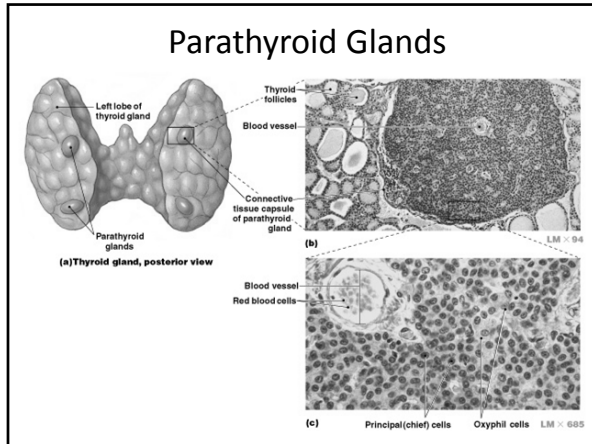 Parathyroid Glands
Left lobe of
thyroid gland
Parathyroid
glands
(a)Thyroid gland, posterior view
Thyroid
follicles
Blood vessel
Connective
tissue capsule
of parathyroid
gland
(b)
LM × 94
Blood vessel
Red blood cells
(c)
Principal (chief) cells
Oxyphil cells
LM × 685